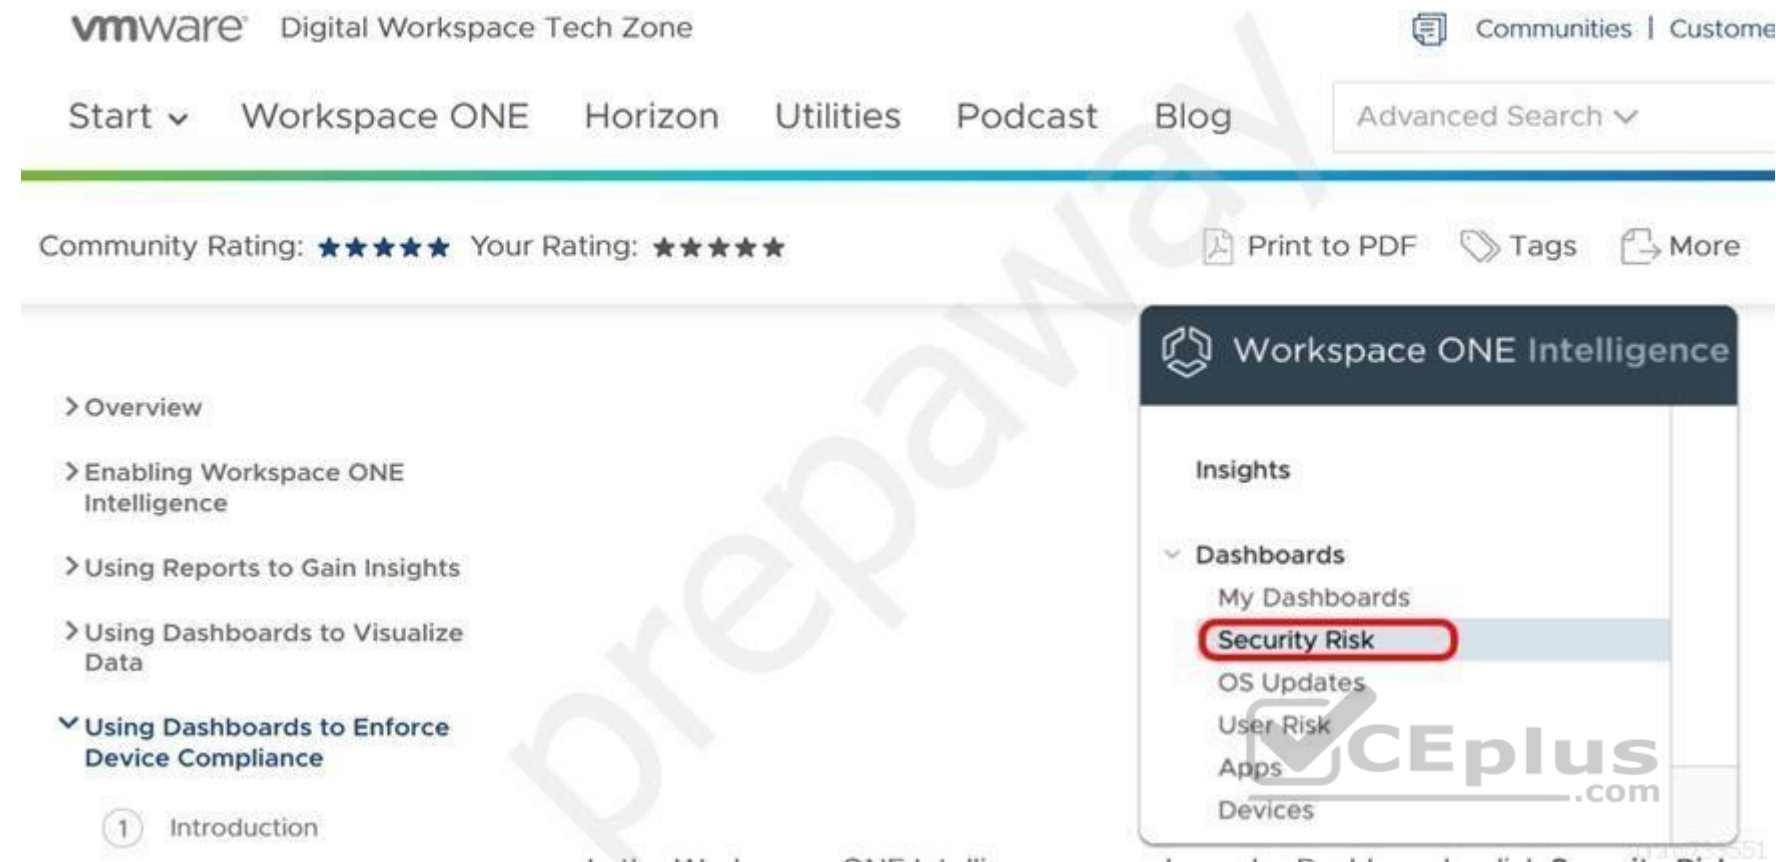 vmware Digital Workspace Tech Zone
Communities | Custome
Start Workspace ONE Horizon Utilities Podcast Blog
Advanced Search
Community Rating: Your Rating:
Print to PDF Tags More
Workspace ONE Intelligence
Overview
Enabling Workspace ONE
Intelligence
Using Reports to Gain Insights
Using Dashboards to Visualize
Data
Using Dashboards to Enforce
Device Compliance
1 Introduction
Insights
Dashboards
My Dashboards
Security Risk
OS Updates
User Risk
Apps
Devices
prepaway
CEplus
.com